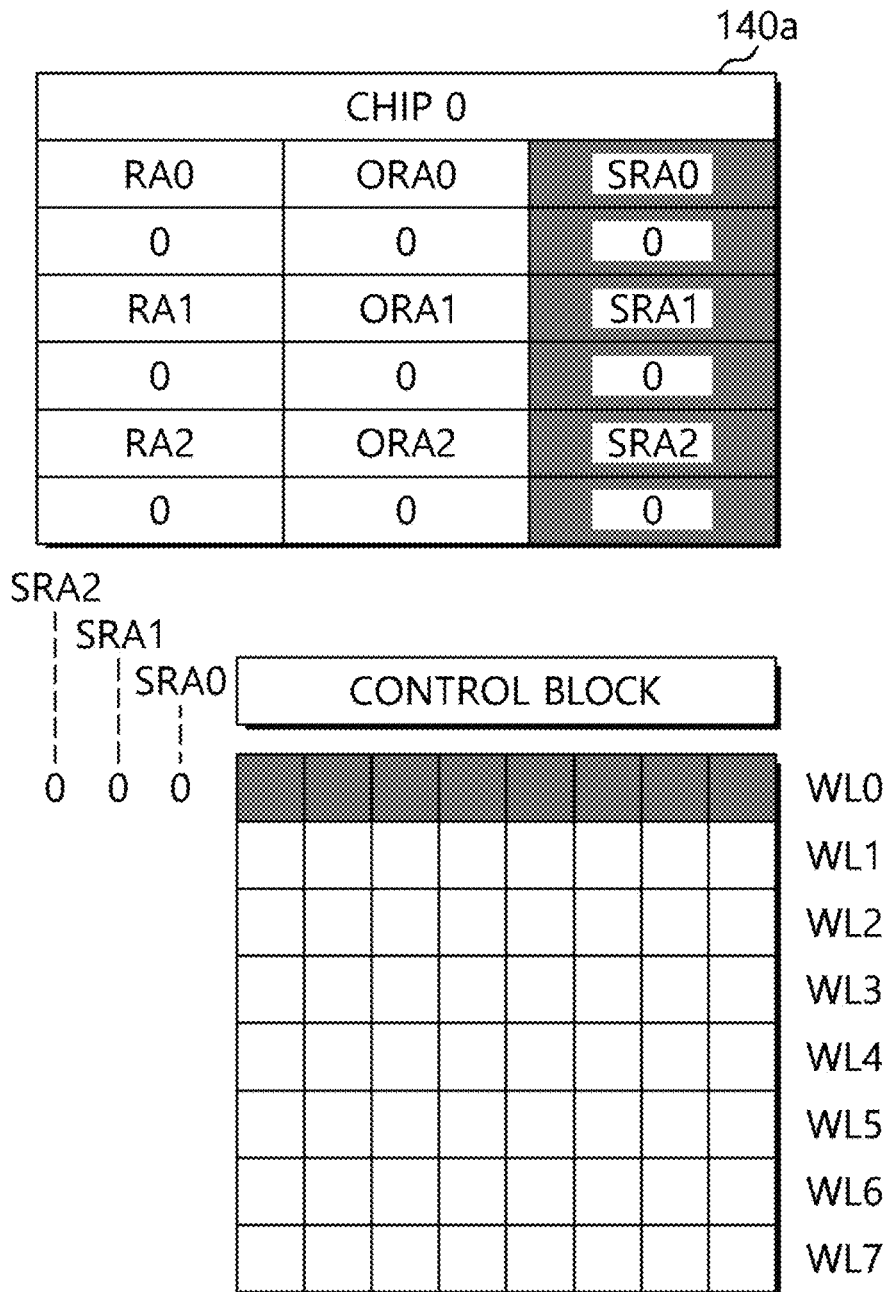 140a
CHIP 0
RA0 ORA0 SRA0
0 0 0
RA1 ORA1 SRA1
0 0 0
RA2 ORA2 SRA2
0 0 0
SRA2
SRA1
SRA0 CONTROL BLOCK
0 0 0 WL0
WL1
WL2
WL3
WL4
WL5
WL6
WL7